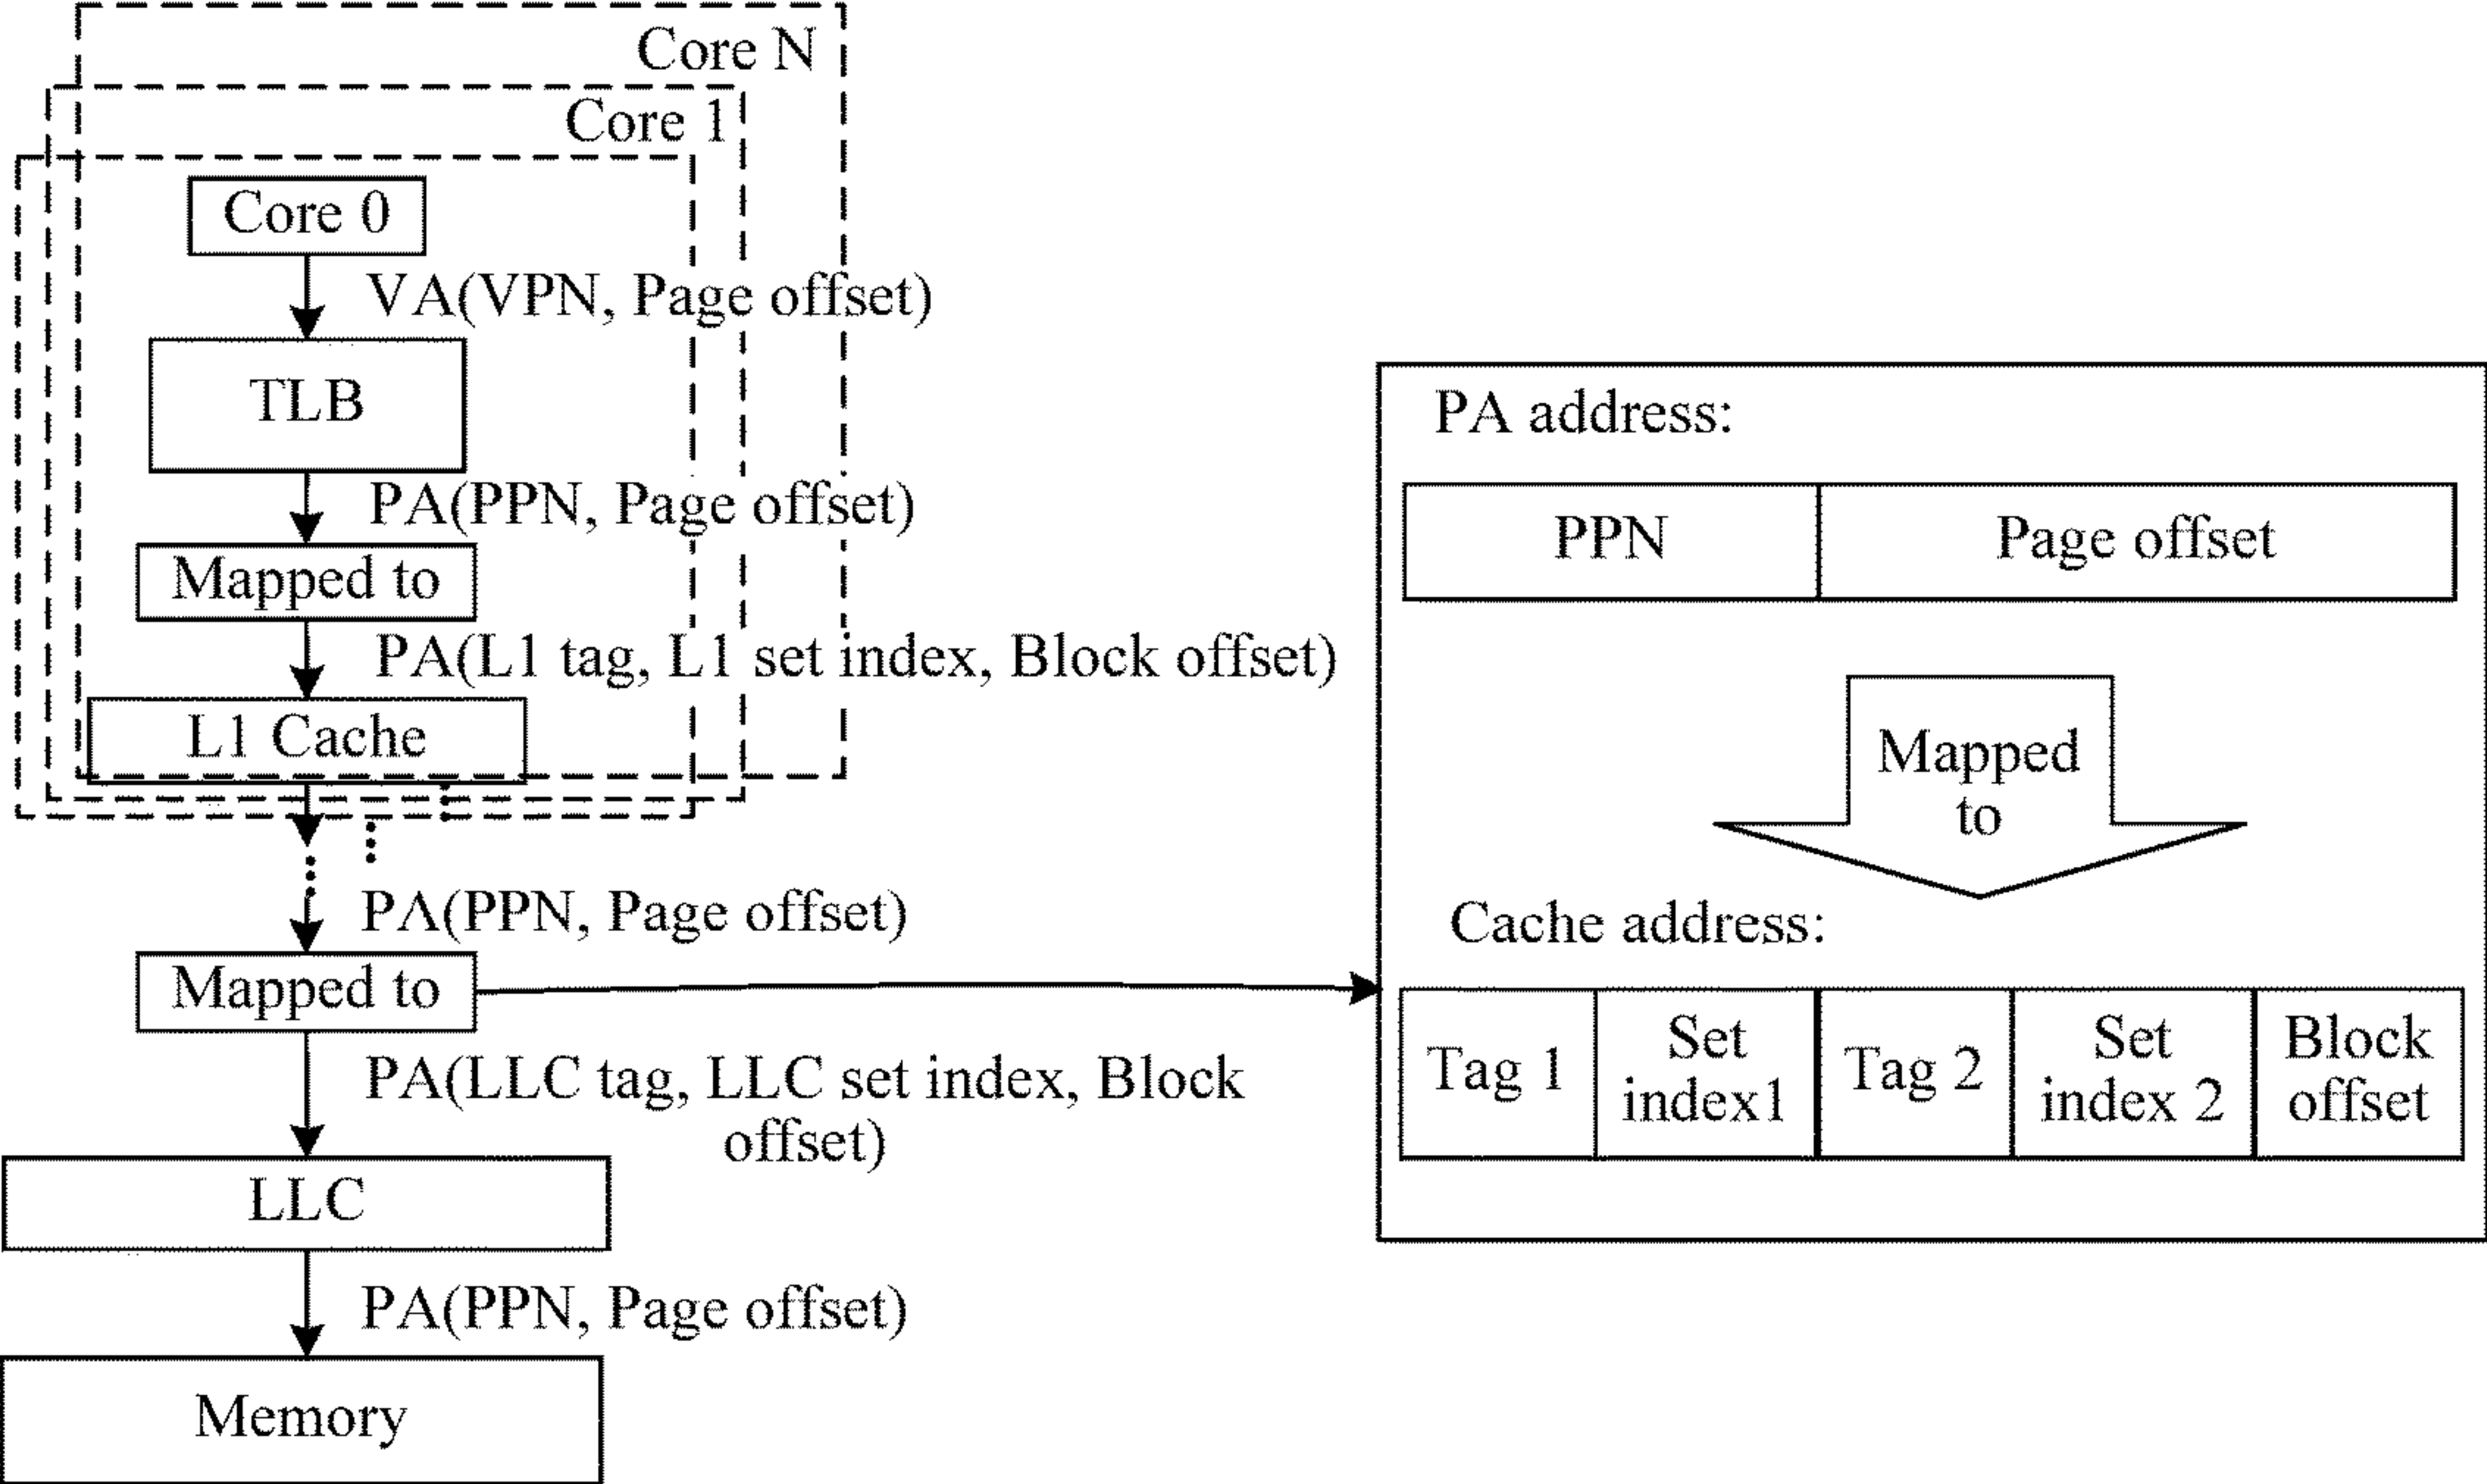 Core N
Core 1
Core 0
VA(VPN, Page offset)
TLB
PA(PPN, Page offset)
Mapped to
PA(L1 tag, L1 set index, Block offset)
L1 Cache
PA(PPN, Page offset)
Mapped to
PA(LLC tag, LLC set index, Block
offset)
LLC
PA(PPN, Page offset)
Memory
PA address:
PPN
Page offset
Mapped
to
Cache address:
Tag 1
Set
index1
Tag 2
Set
index 2
Block
offset